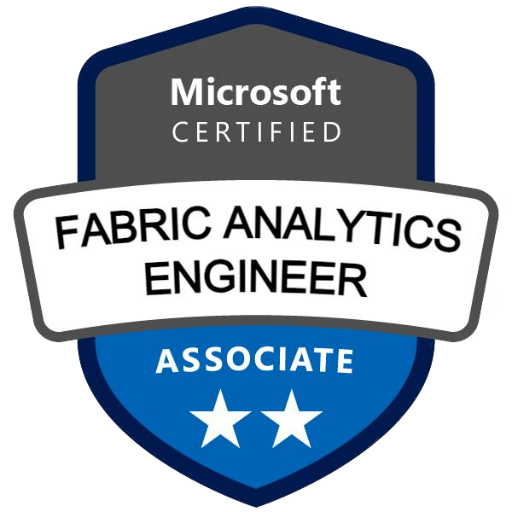 Microsoft
CERTIFIED
FABRIC ANALYTICS
ENGINEER
ASSOCIATE